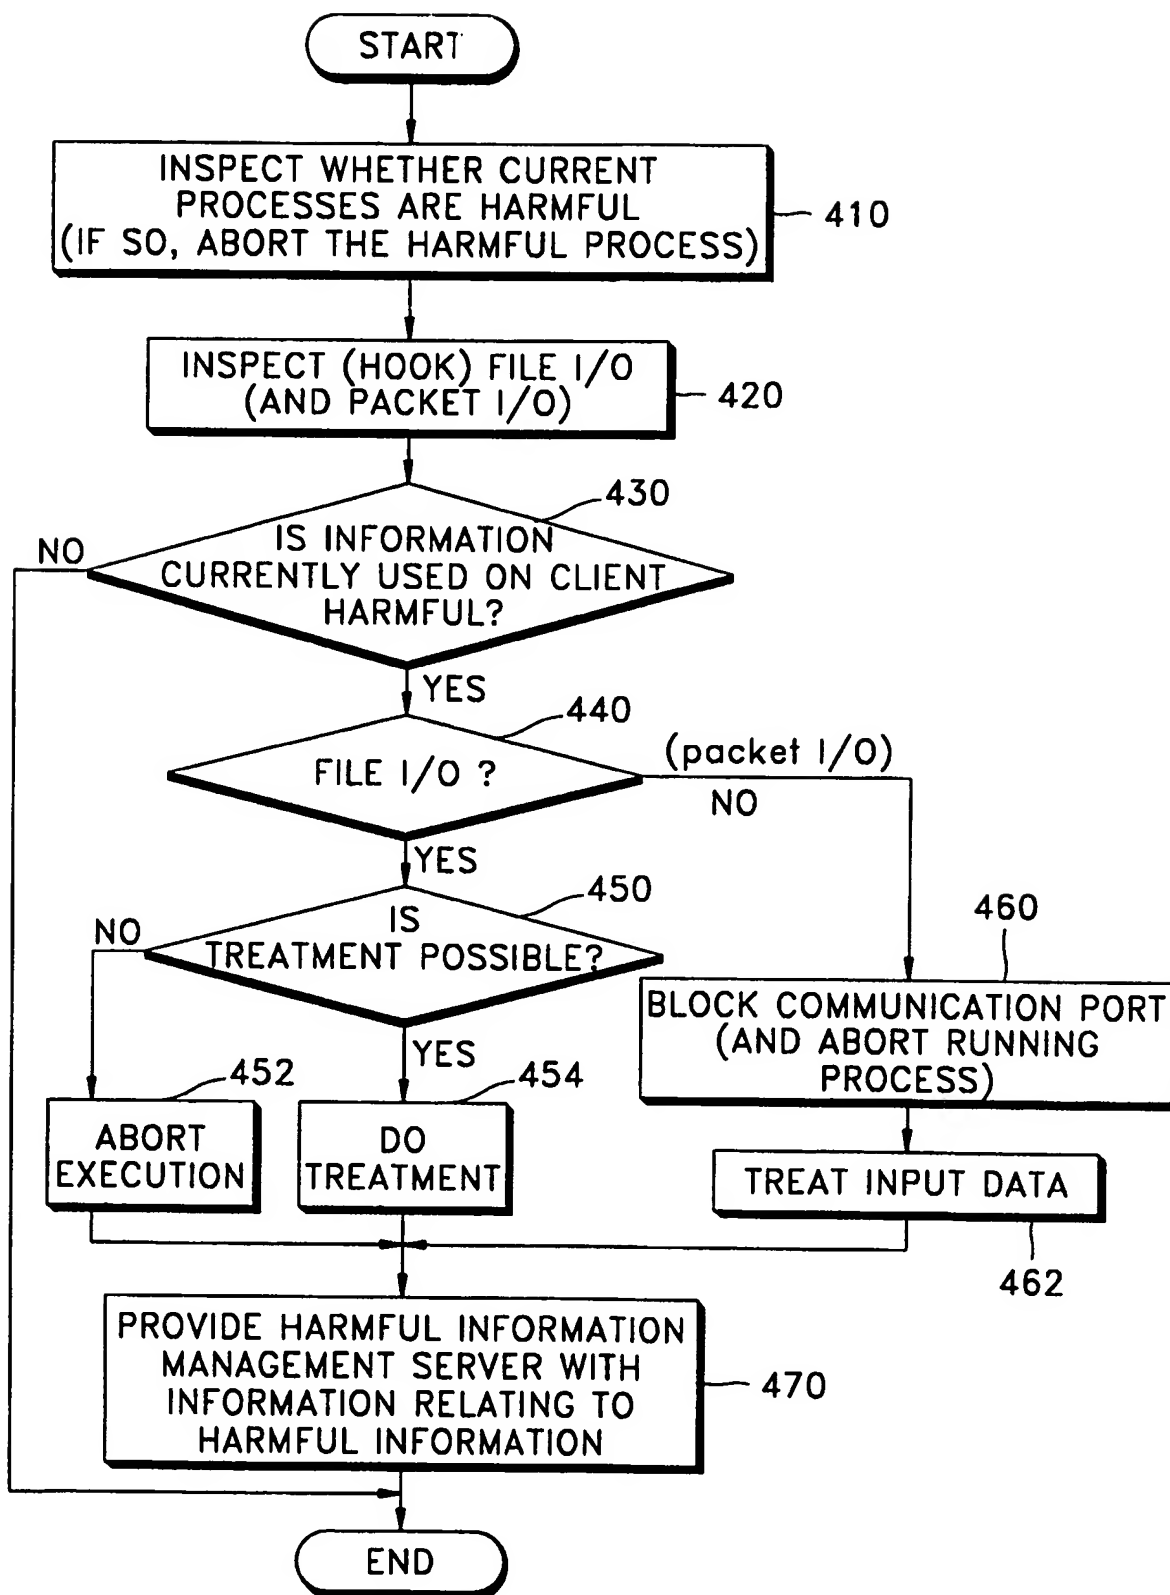 START
INSPECT WHETHER CURRENT
PROCESSES ARE HARMFUL
(IF SO, ABORT THE HARMFUL PROCESS)
410
INSPECT (HOOK) FILE I/O
(AND PACKET I/O)
420
430
NO
IS INFORMATION
CURRENTLY USED ON CLIENT
HARMFUL?
YES
440
(packet I/O)
FILE I/O ?
NO
YES
450
NO
IS
TREATMENT POSSIBLE?
460
BLOCK COMMUNICATION PORT
(AND ABORT RUNNING
PROCESS)
YES
452
454
ABORT
EXECUTION
DO
TREATMENT
TREAT INPUT DATA
462
PROVIDE HARMFUL INFORMATION
MANAGEMENT SERVER WITH
INFORMATION RELATING TO
HARMFUL INFORMATION
470
END